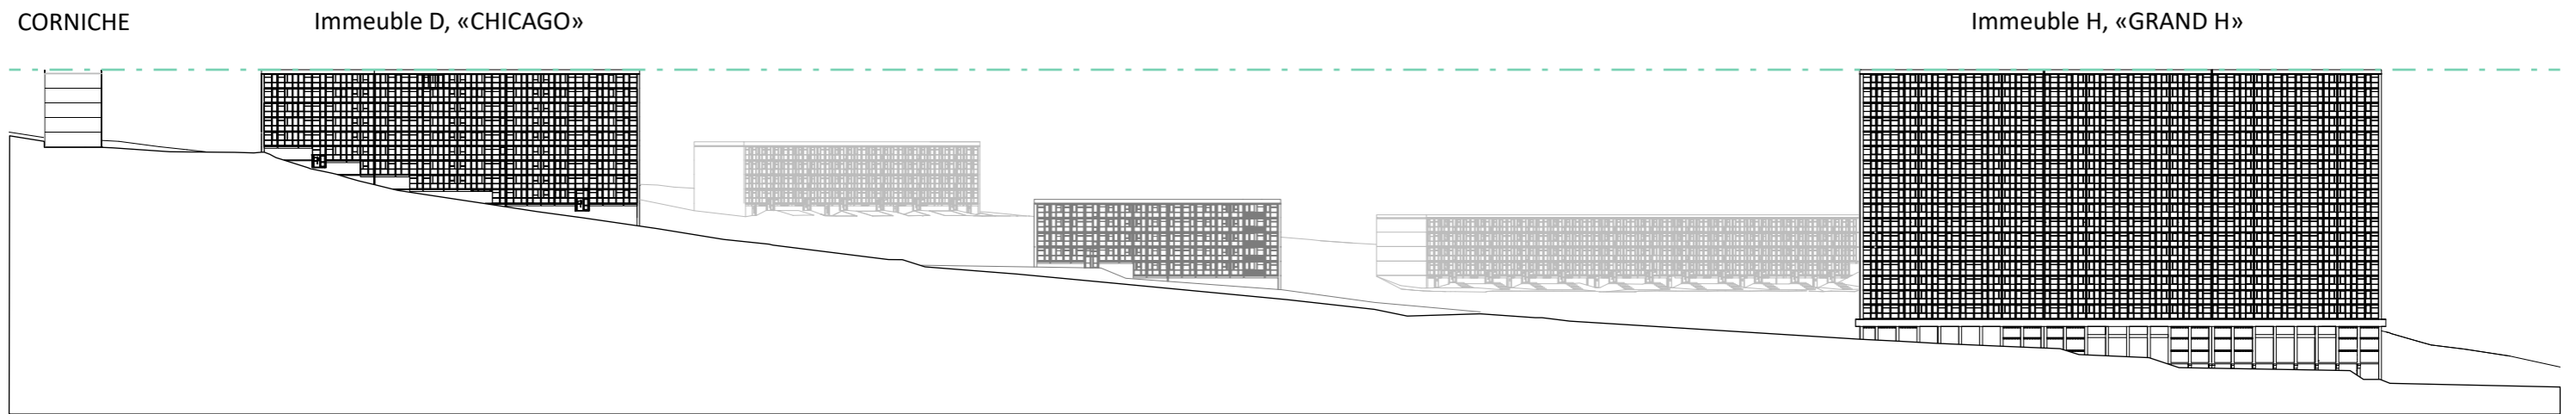 CORNICHE
Immeuble D, «CHICAGO»
Immeuble H, «GRAND H»